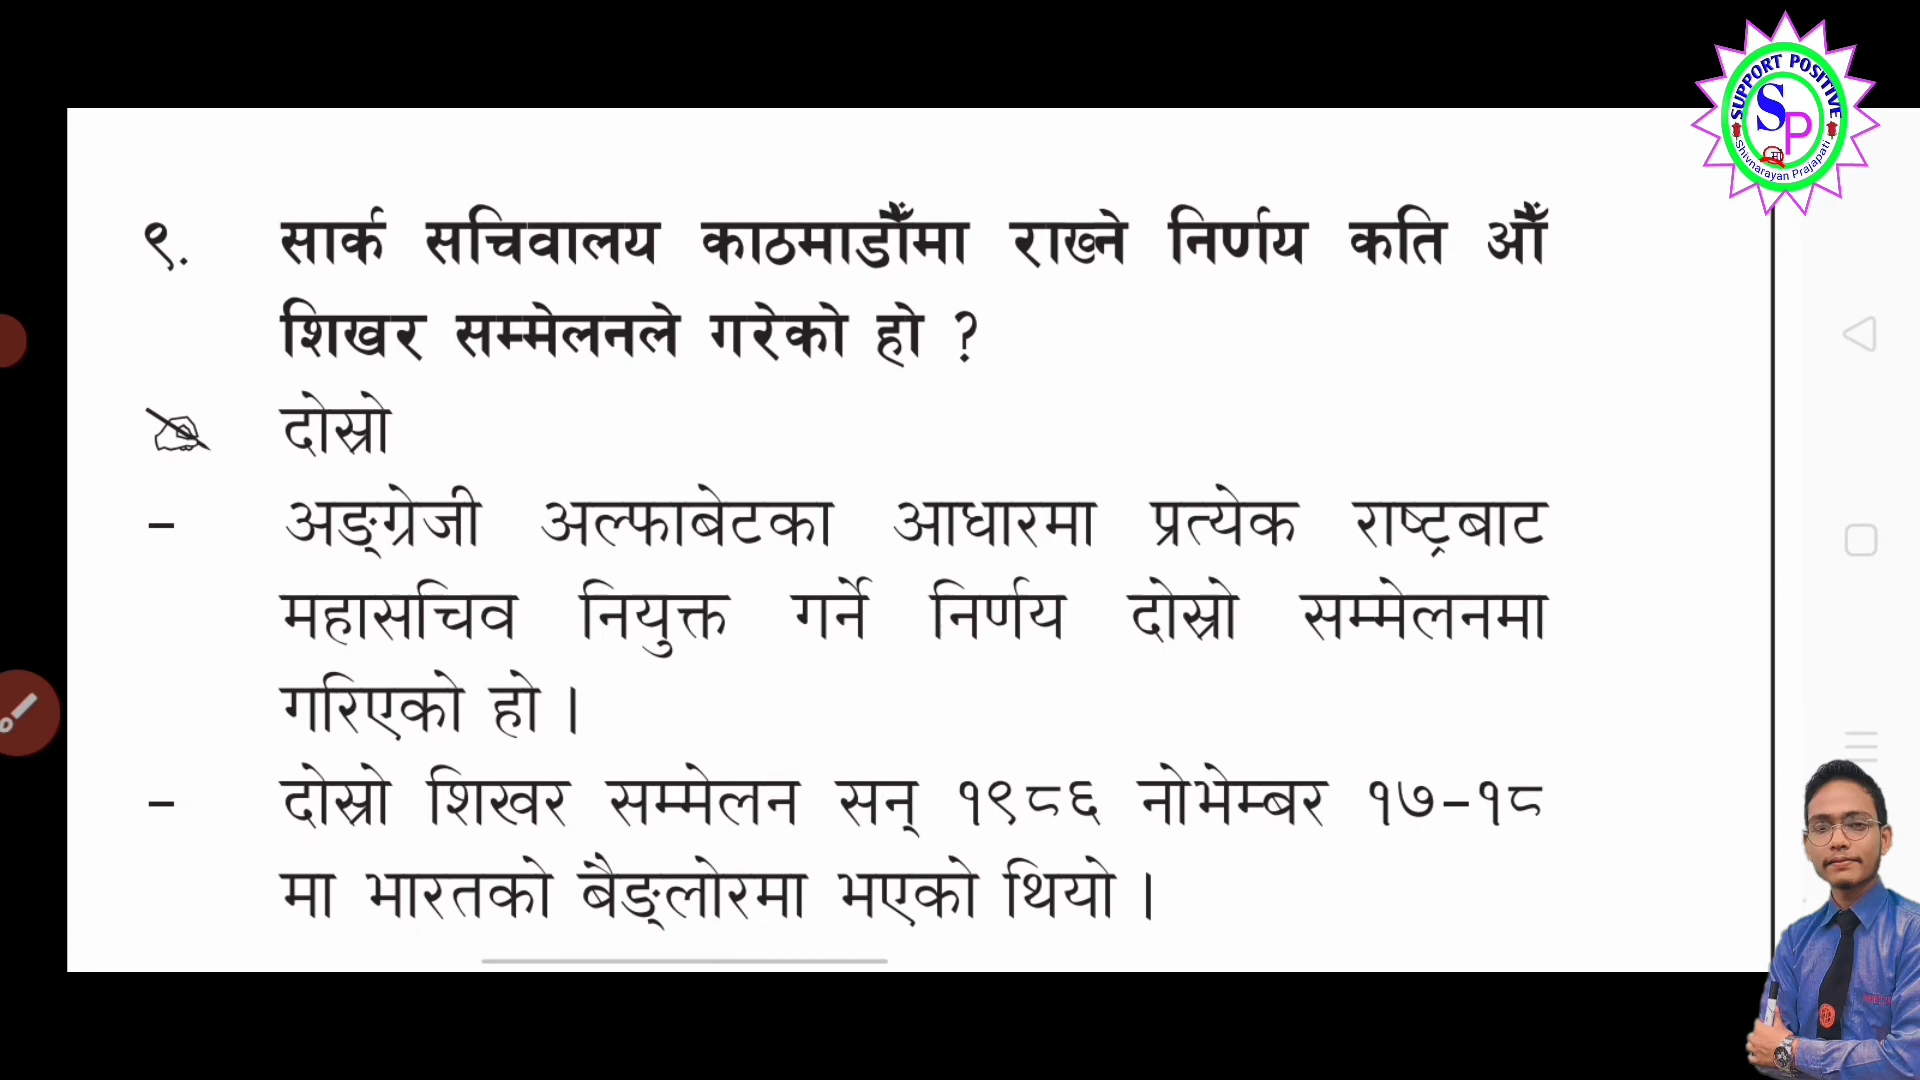 SUPPORT POSITIVE
SP
माँ
Shivnarayan Prajapati
९. सार्क सचिवालय काठमाडौँमा राख्ने निर्णय कति औँ
शिखर सम्मेलनले गरेको हो ?
दोस्रो
– अङ्ग्रेजी अल्फाबेटका आधारमा प्रत्येक राष्ट्रबाट
महासचिव नियुक्त गर्ने निर्णय दोस्रो सम्मेलनमा
गरिएको हो ।
– दोस्रो शिखर सम्मेलन सन् १९८६ नोभेम्बर १७–१८
मा भारतको बैङ्लोरमा भएको थियो ।